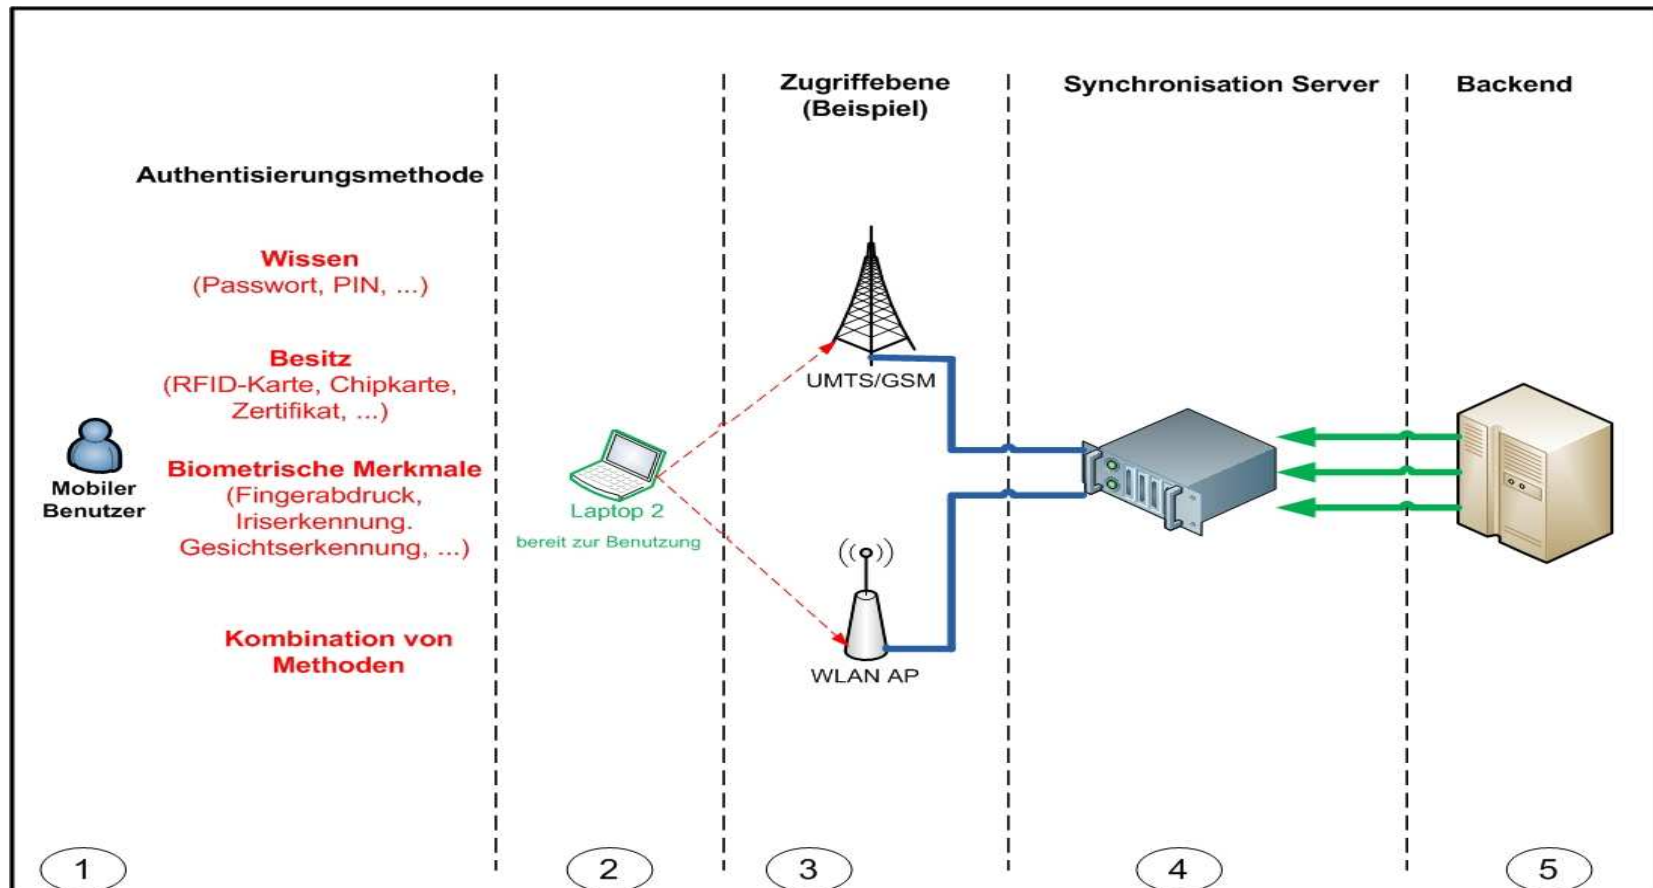 Authentisierungsmethode
Wissen
(Passwort, PIN, ...)
Besitz
(RFID-Karte, Chipkarte,
Zertifikat, ...)
Biometrische Merkmale
(Fingerabdruck,
Iriserkennung.
Gesichtserkennung, ...)
Kombination von
Methoden
Mobiler
Benutzer
1
Laptop 2
bereit zur Benutzung
2
Zugriffebene
(Beispiel)
UMTS/GSM
WLAN AP
3
Synchronisation Server
4
Backend
5